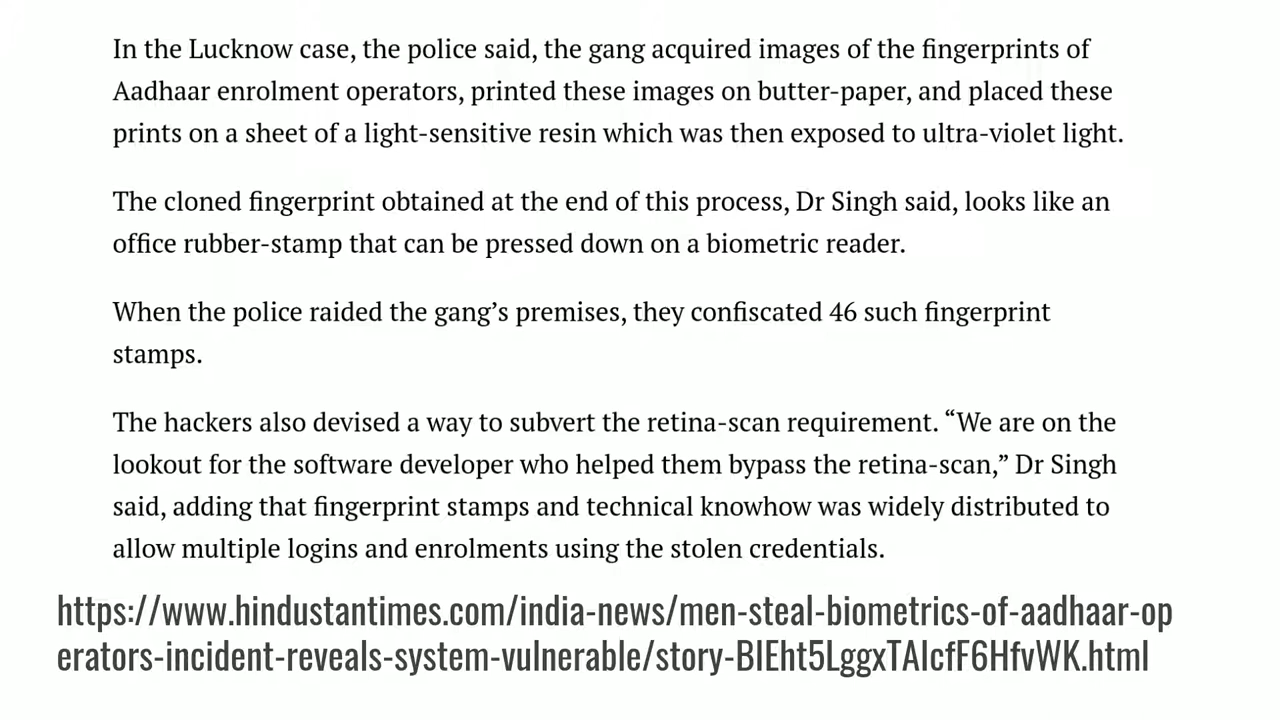 In the Lucknow case, the police said, the gang acquired images of the fingerprints of
Aadhaar enrolment operators, printed these images on butter-paper, and placed these
prints on a sheet of a light-sensitive resin which was then exposed to ultra-violet light.
The cloned fingerprint obtained at the end of this process, Dr Singh said, looks like an
office rubber-stamp that can be pressed down on a biometric reader.
When the police raided the gang’s premises, they confiscated 46 such fingerprint
stamps.
The hackers also devised a way to subvert the retina-scan requirement. “We are on the
lookout for the software developer who helped them bypass the retina-scan,” Dr Singh
said, adding that fingerprint stamps and technical knowhow was widely distributed to
allow multiple logins and enrolments using the stolen credentials.
https://www.hindustantimes.com/india-news/men-steal-biometrics-of-aadhaar-op
erators-incident-reveals-system-vulnerable/story-BlEht5LggxTAlcfF6HfvWK.html